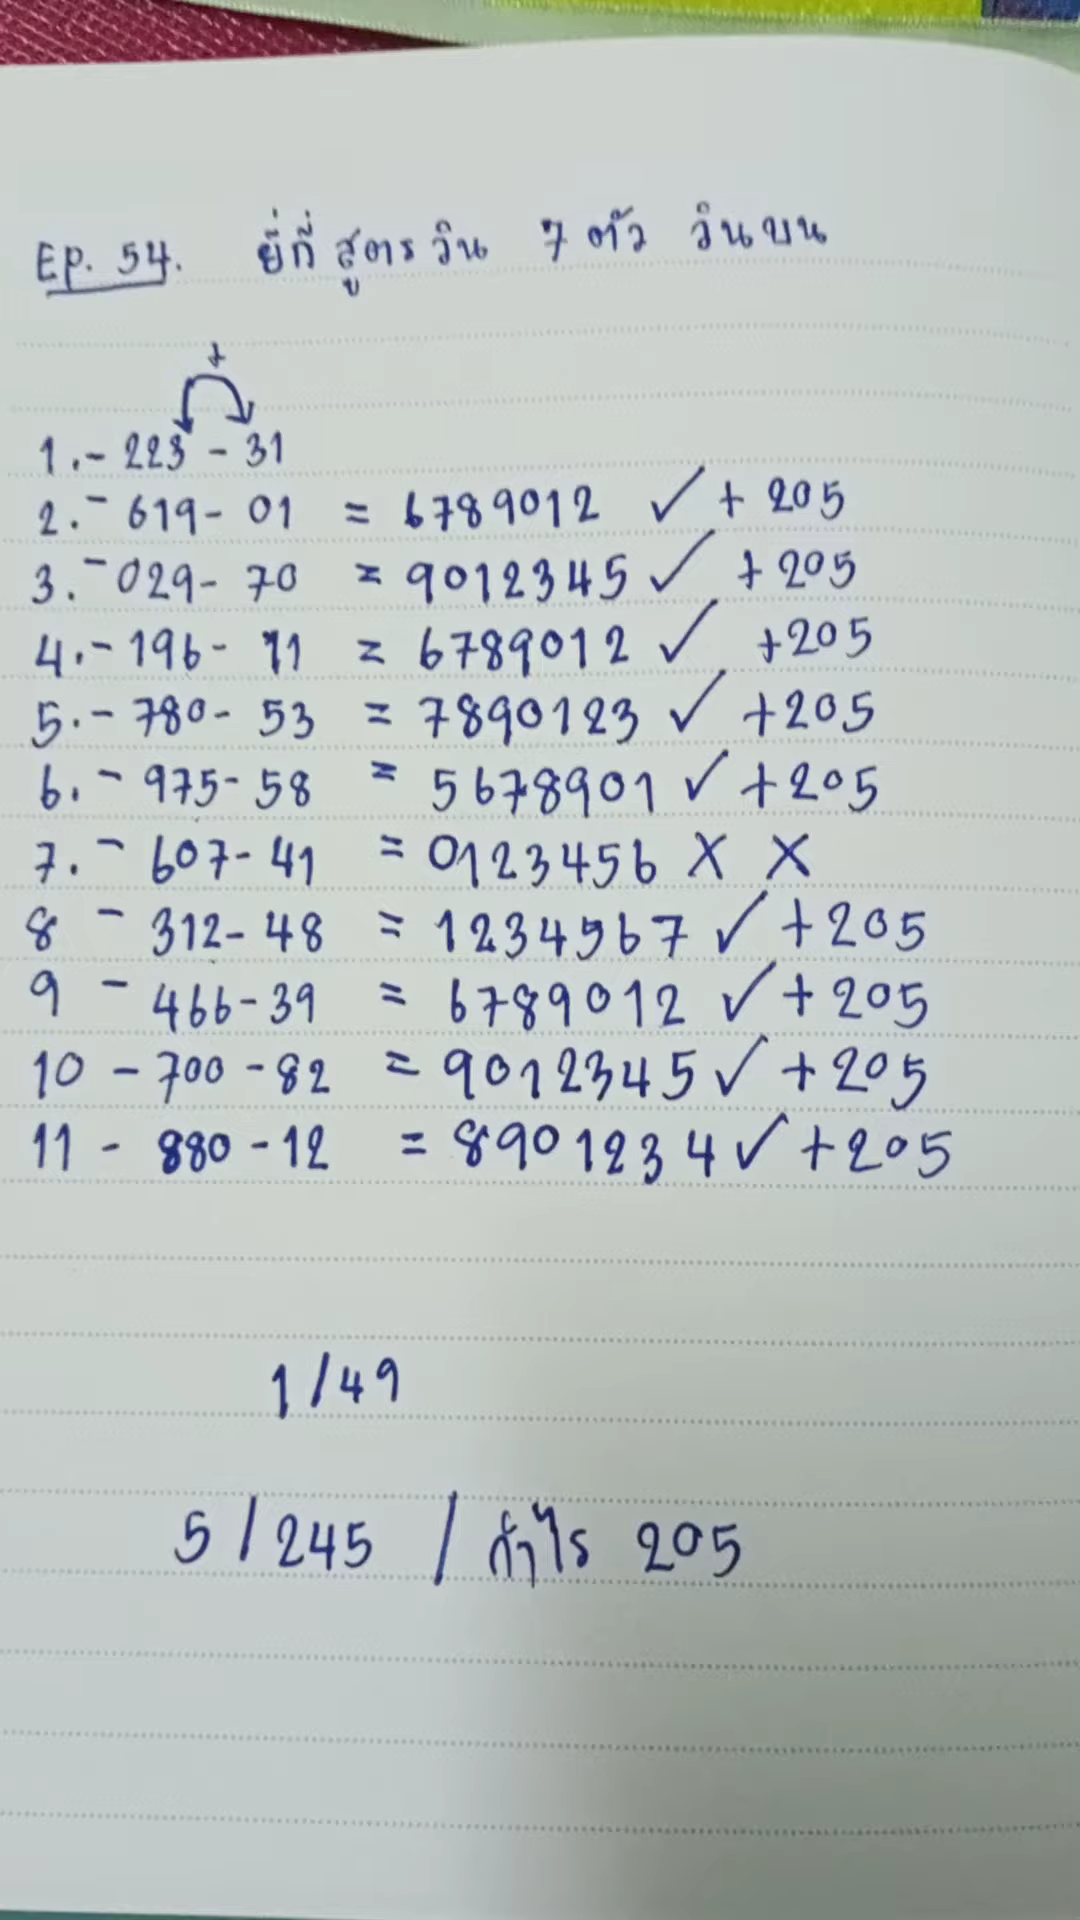 Ep. 54. ยี่กี่ สูตรวิน 7 ตัว วินบน
+
1.- 223 - 31
2.- 619- 01 = 6789012 ✓ + 205
3.- 029- 70 = 9012345 ✓ +205
4.- 196- 11 = 6789012 ✓ +205
5.- 780- 53 = 7890123 ✓ +205
6.- 975- 58 = 5678901 ✓ +205
7.- 607- 41 = 0123456 X X
8 - 312- 48 = 1234567 ✓ +205
9 - 466-39 = 6789012 ✓ + 205
10 - 700 -82 = 9012345 ✓ +205
11 - 880 -12 = 8901234 ✓ +205
1/49
5/245 / กำไร 205